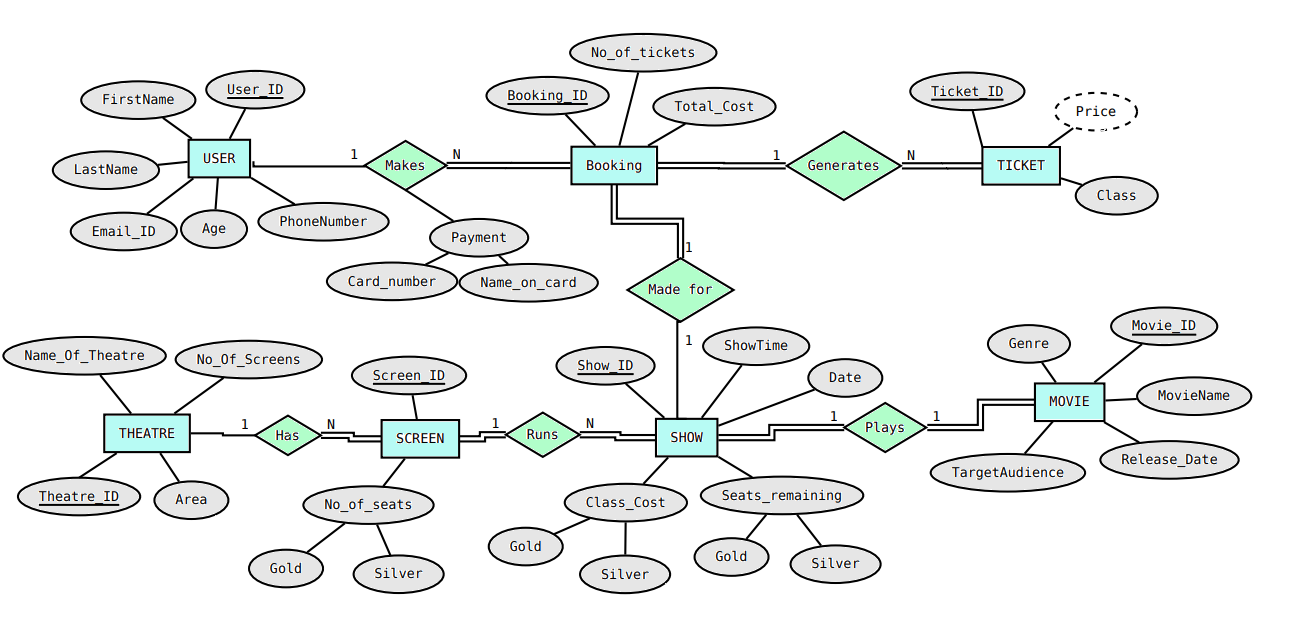 No_of_tickets
User_ID
FirstName
Booking_ID
Total_Cost
Ticket_ID
Price
USER
1
Makes
N
Booking
1
Generates
N
TICKET
LastName
Class
Email_ID
Age
PhoneNumber
Payment
Card_number
Name_on_card
1
Made for
1
Name_Of_Theatre
No_Of_Screens
Screen_ID
Show_ID
ShowTime
Date
Genre
Movie_ID
MovieName
THEATRE
1
Has
N
SCREEN
1
Runs
N
SHOW
1
Plays
1
MOVIE
TargetAudience
Release_Date
Theatre_ID
Area
No_of_seats
Class_Cost
Seats_remaining
Gold
Silver
Gold
Silver
Gold
Silver